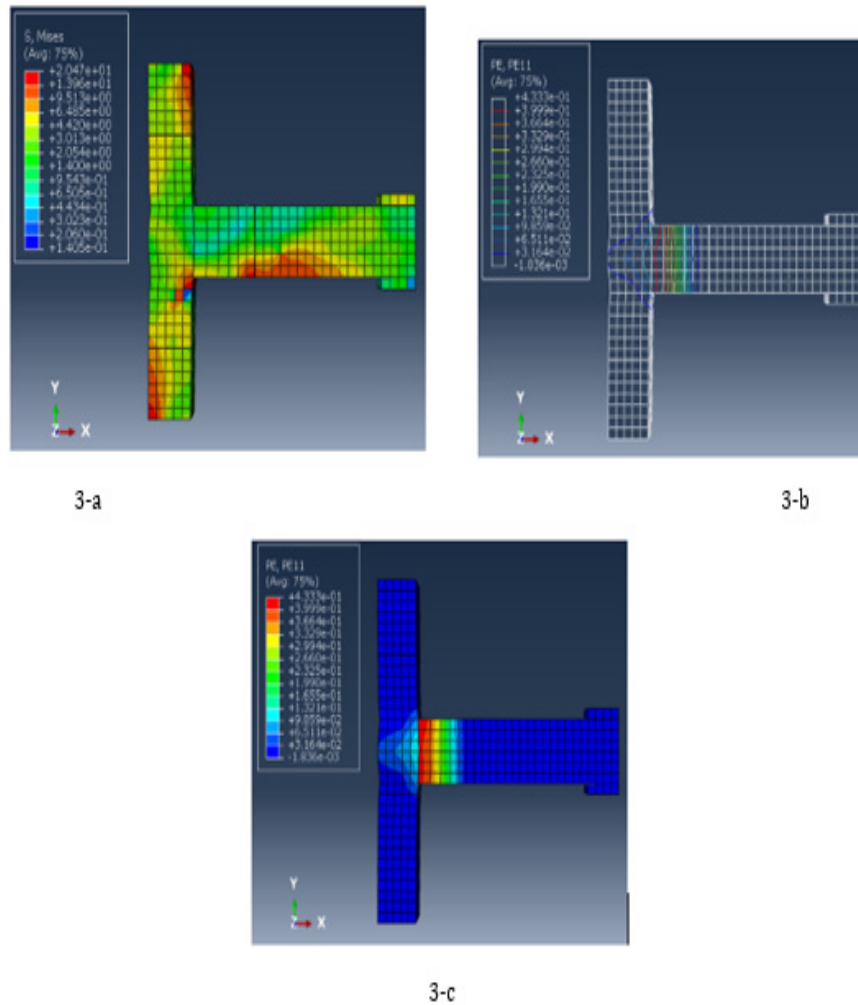 S, Mises
(Avg: 75%)
+2.047e+01
+1.396e+01
+9.513e+00
+6.485e+00
+4.420e+00
+3.013e+00
+2.054e+00
+1.400e+00
+9.543e-01
+6.505e-01
+4.434e-01
+3.023e-01
+2.060e-01
+1.405e-01
Y
Z X
3-a
PE, PE11
(Avg: 75%)
+4.333e-01
+3.999e-01
+3.664e-01
+3.329e-01
+2.994e-01
+2.660e-01
+2.325e-01
+1.990e-01
+1.655e-01
+1.321e-01
+9.859e-02
+6.511e-02
+3.164e-02
-1.836e-03
Y
Z X
3-b
PE, PE11
(Avg: 75%)
+4.333e-01
+3.999e-01
+3.664e-01
+3.329e-01
+2.994e-01
+2.660e-01
+2.325e-01
+1.990e-01
+1.655e-01
+1.321e-01
+9.859e-02
+6.511e-02
+3.164e-02
-1.836e-03
Y
Z X
3-c